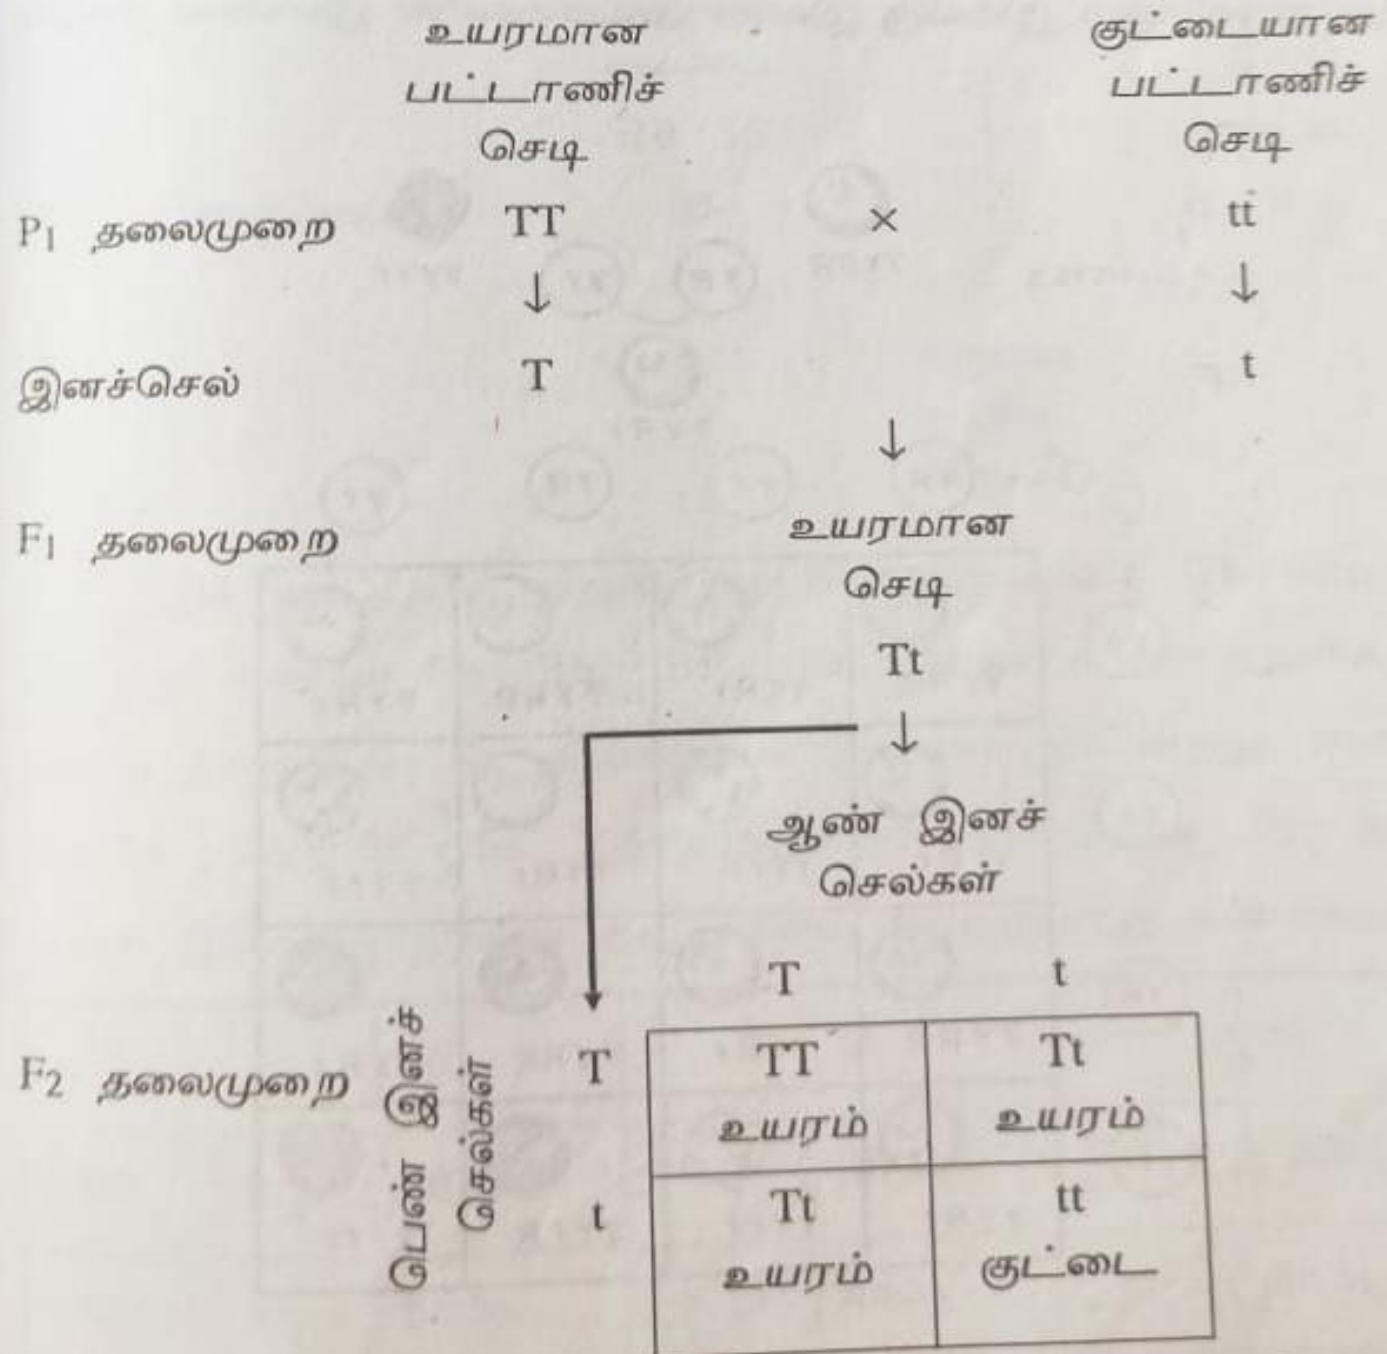 உயரமான
பட்டாணிச்
செடி
குட்டையான
பட்டாணிச்
செடி
P1 தலைமுறை TT × tt
↓ ↓
இனச்செல் T t
↓
F1 தலைமுறை
உயரமான
செடி
Tt
↓
ஆண் இனச்
செல்கள்
T t
F2 தலைமுறை
பெண் இனச்
செல்கள்
T TT Tt
உயரம் உயரம்
t Tt tt
உயரம் குட்டை